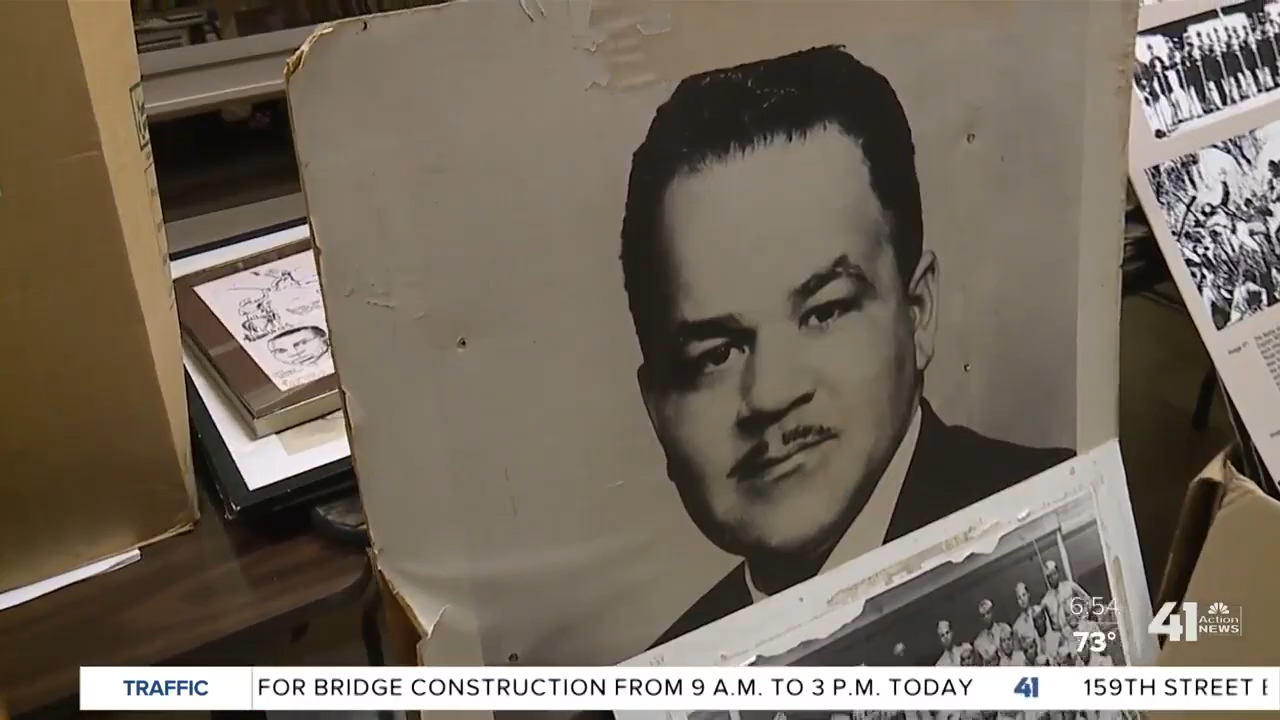 6:54
73°
41 Action NEWS
TRAFFIC FOR BRIDGE CONSTRUCTION FROM 9 A.M. TO 3 P.M. TODAY 41 159TH STREET